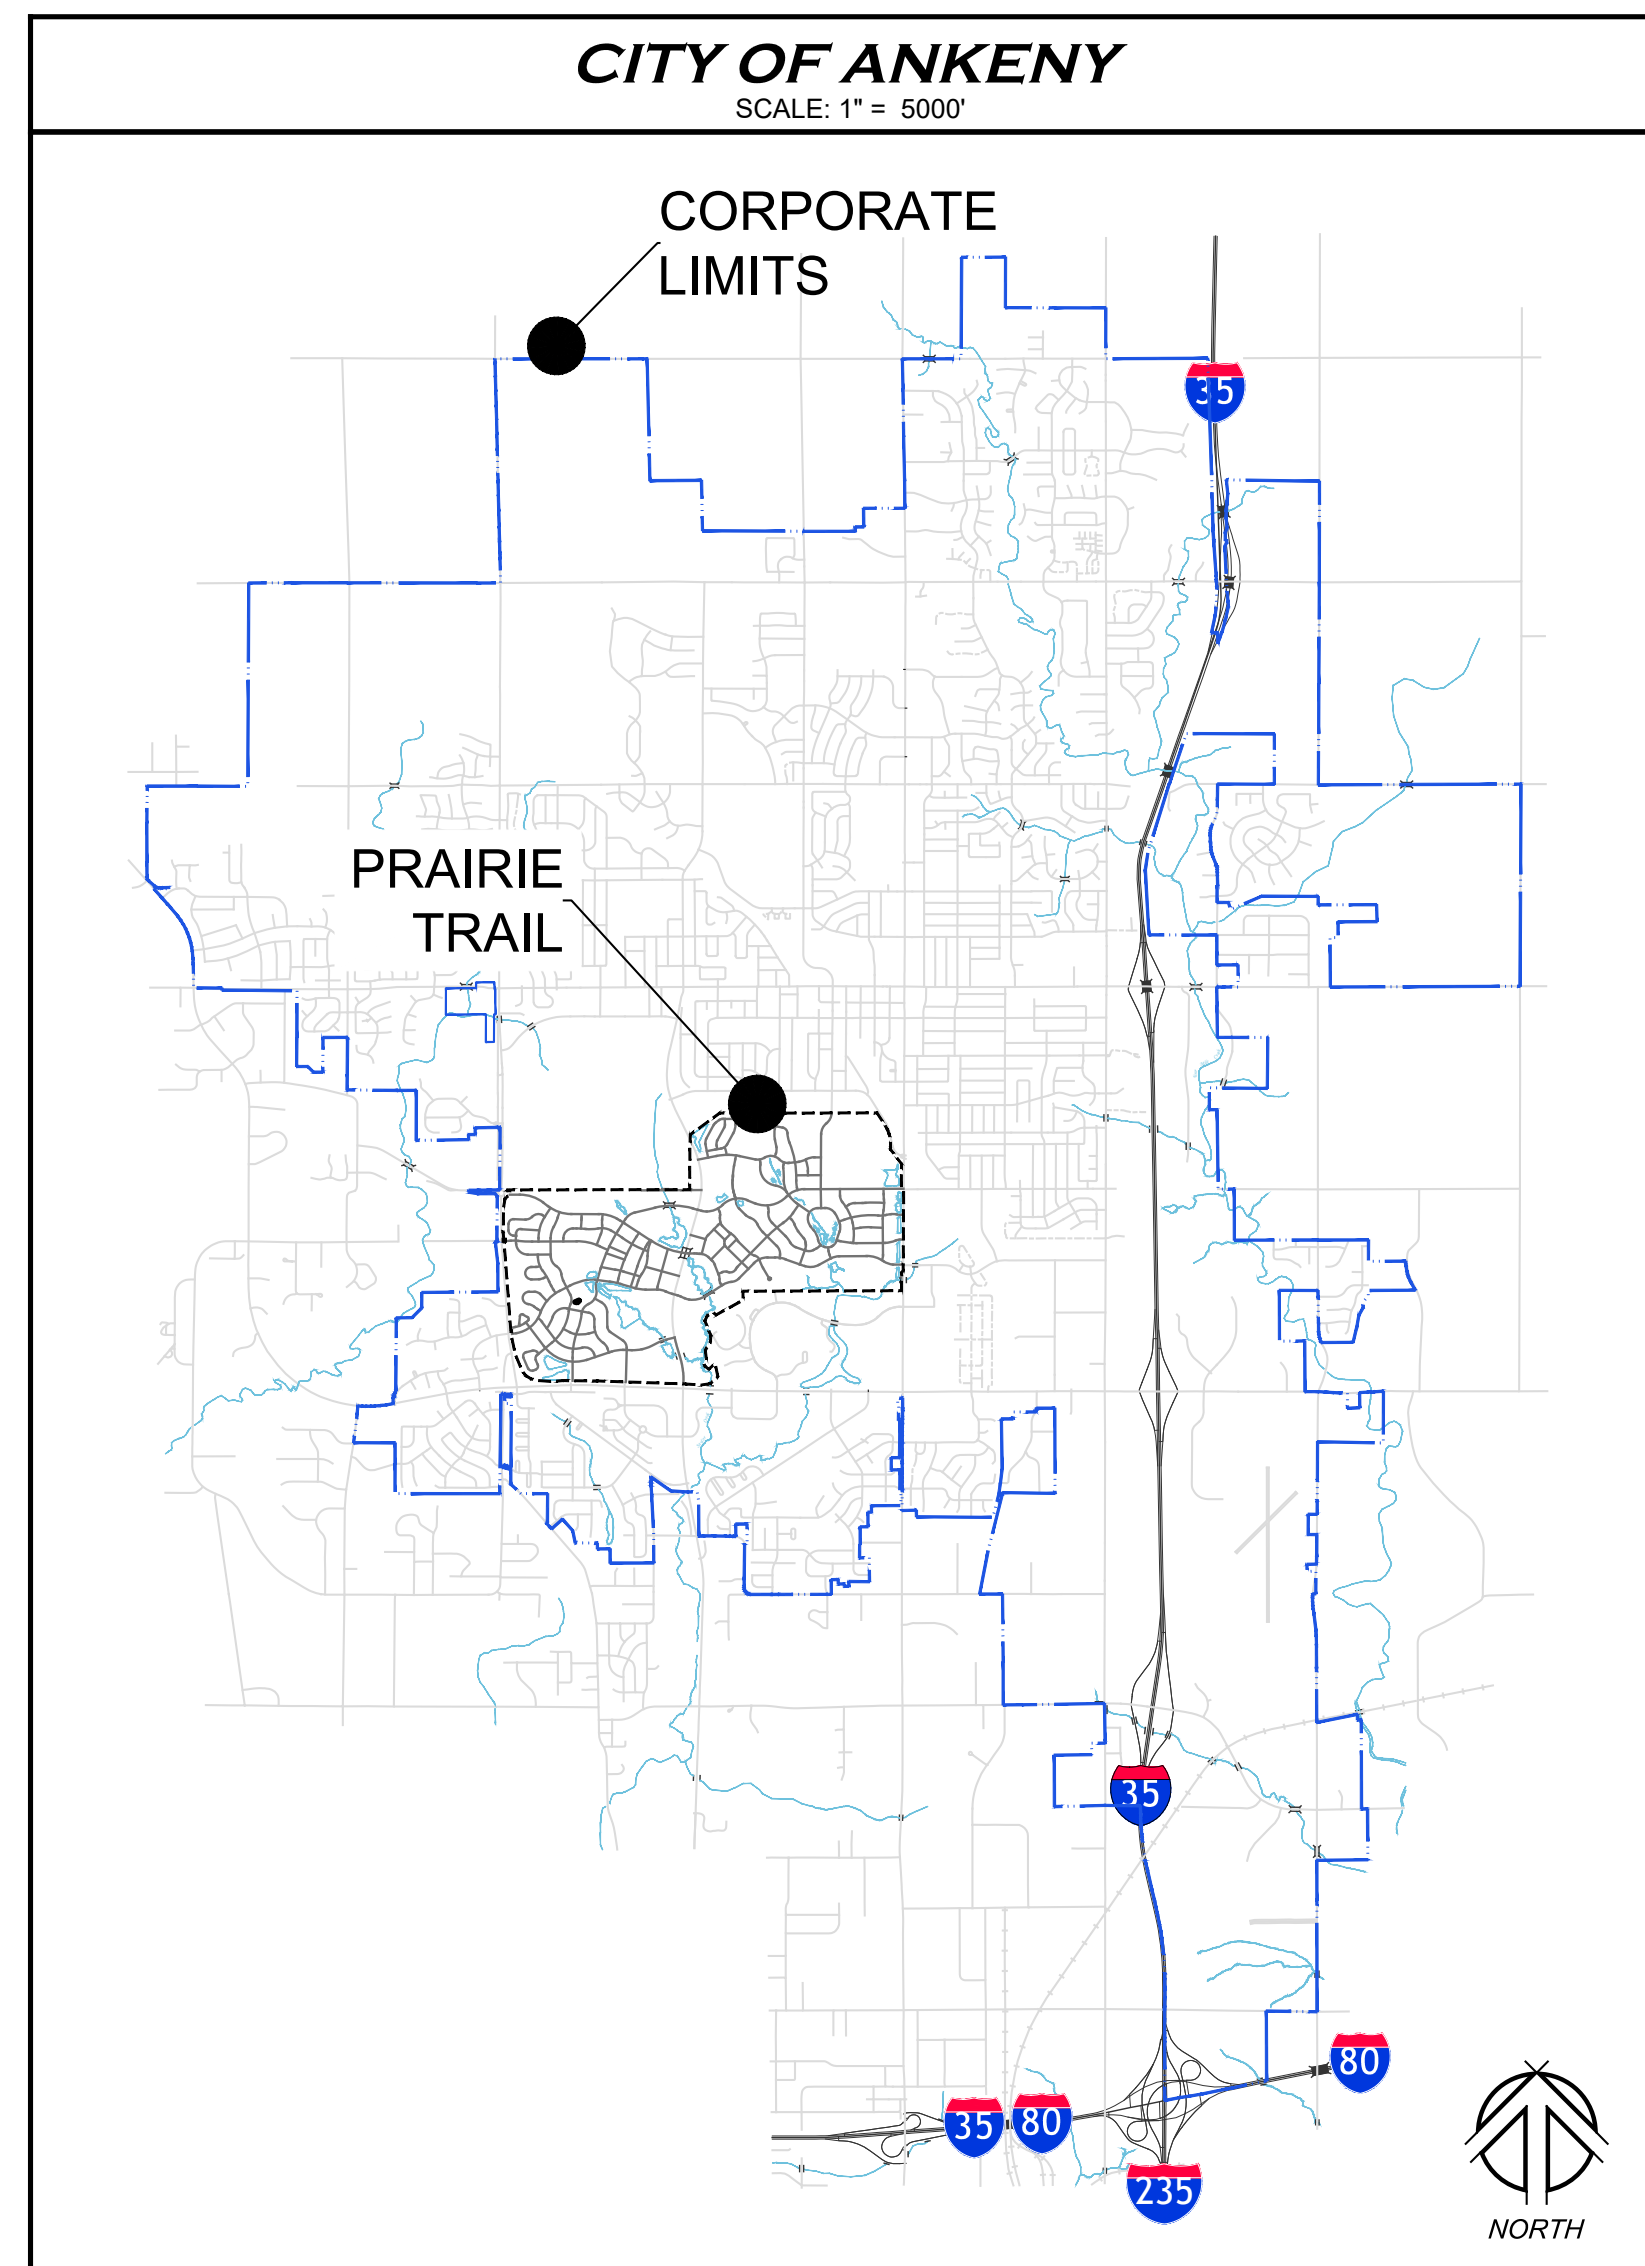 CITY OF ANKENY
SCALE: 1" = 5000'
CORPORATE
LIMITS
35
PRAIRIE
TRAIL
35
80
35
80
235
NORTH